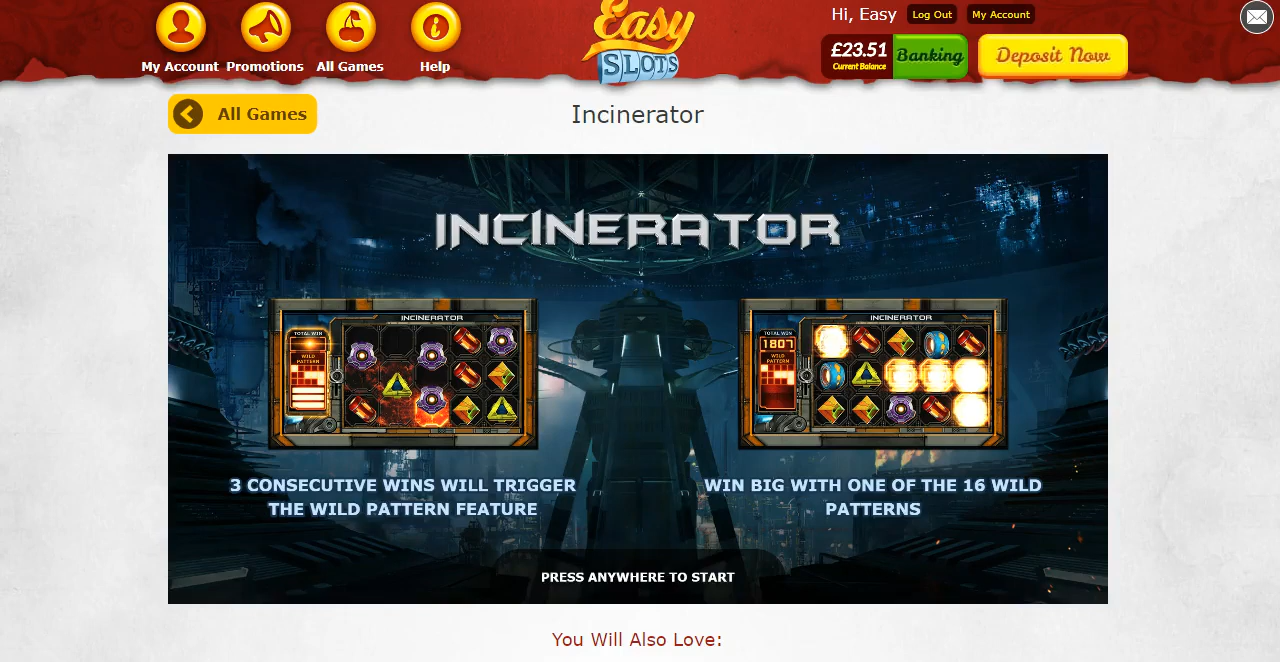 Hi, Easy
Log Out
My Account
My Account
Promotions
All Games
Help
Easy
SLOTS
£23.51
Current Balance
Banking
Deposit Now
All Games
Incinerator
INCINERATOR
INCINERATOR
TOTAL WIN
WILD
PATTERN
INCINERATOR
TOTAL WIN
1807
WILD
PATTERN
3 CONSECUTIVE WINS WILL TRIGGER
THE WILD PATTERN FEATURE
WIN BIG WITH ONE OF THE 16 WILD
PATTERNS
PRESS ANYWHERE TO START
You Will Also Love: